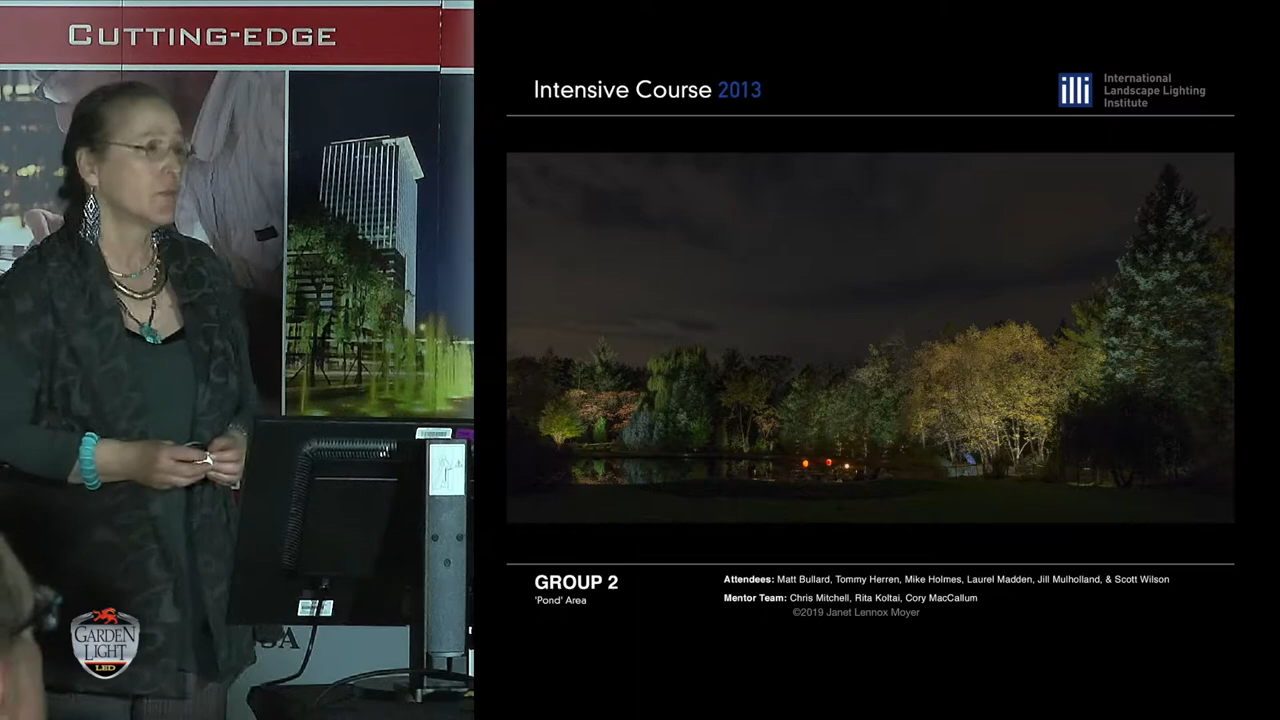 CUTTING-EDGE
Intensive Course 2013
illi
International
Landscape Lighting
Institute
GROUP 2
'Pond' Area
Attendees: Matt Bullard, Tommy Herren, Mike Holmes, Laurel Madden, Jill Mulholland, & Scott Wilson
Mentor Team: Chris Mitchell, Rita Koltai, Cory MacCallum
©2019 Janet Lennox Moyer
GARDEN
LIGHT
LED